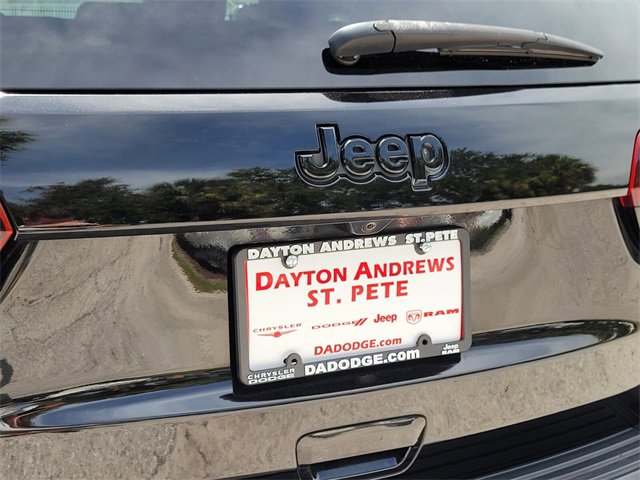 Jeep
DAYTON ANDREWS ST.PETE
DAYTON ANDREWS
ST. PETE
CHRYSLER DODGE Jeep RAM
DADODGE.com
CHRYSLER DODGE DADODGE.com Jeep RAM